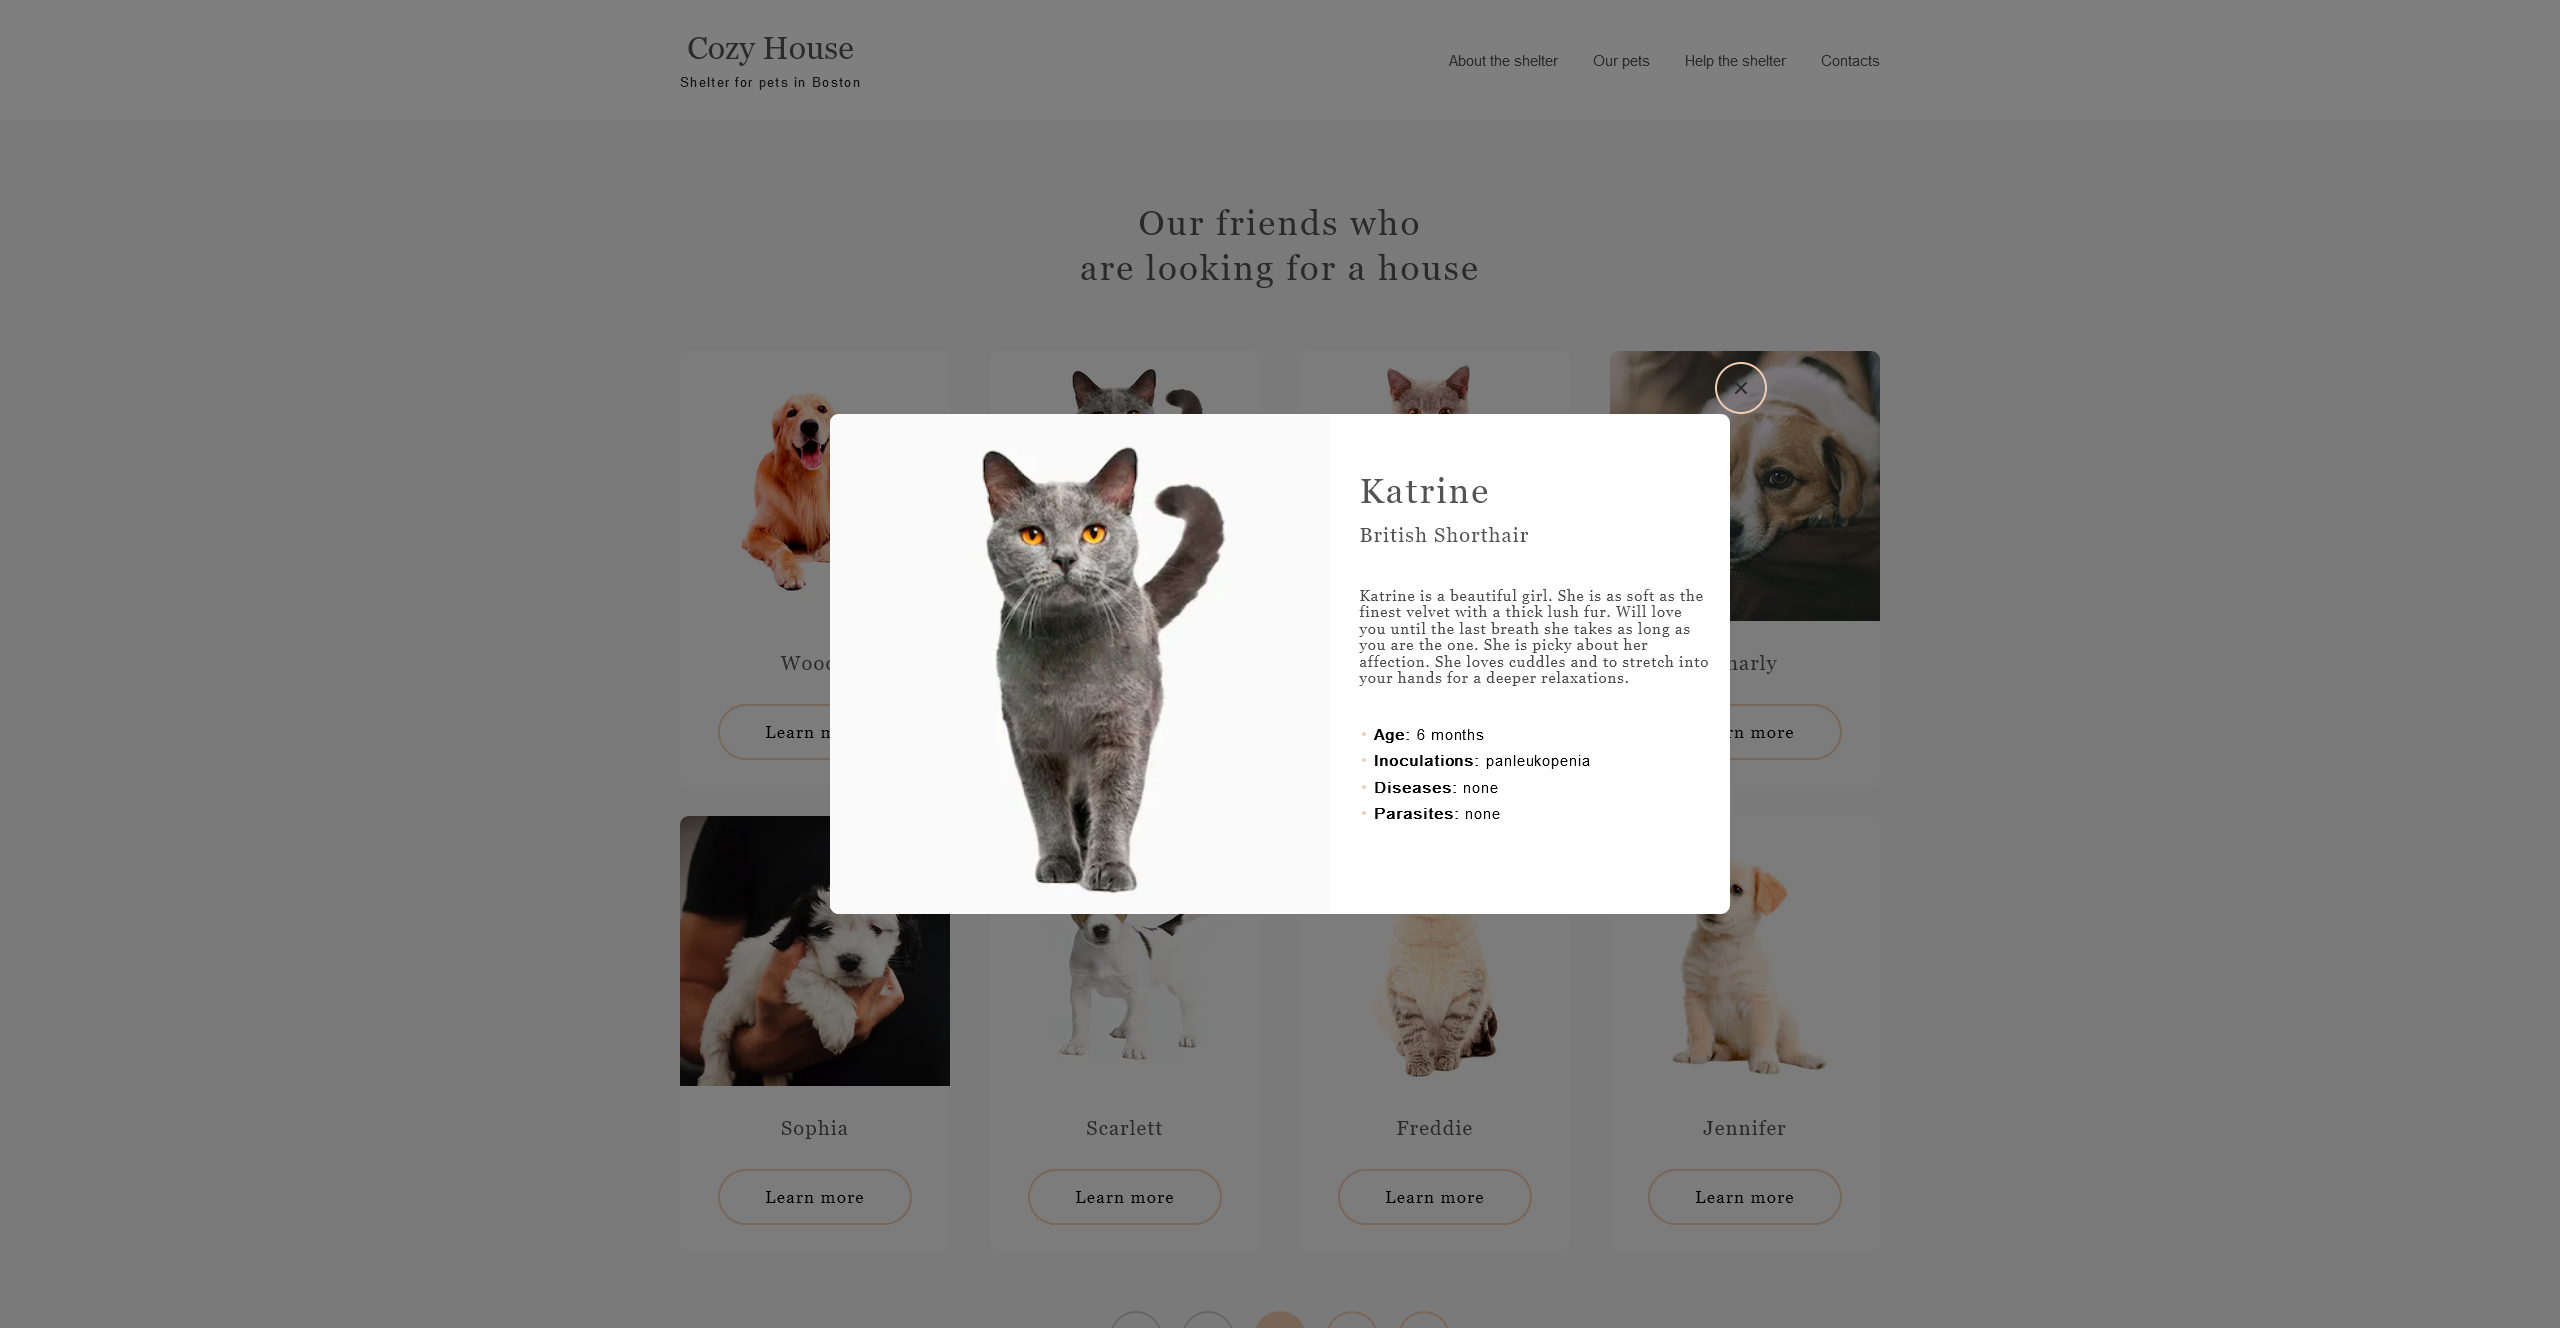 Cozy House
Shelter for pets in Boston
About the shelter
Our pets
Help the shelter
Contacts
Our friends who
are looking for a house
Katrine
British Shorthair
Katrine is a beautiful girl. She is as soft as the
finest velvet with a thick lush fur. Will love
you until the last breath she takes as long as
you are the one. She is picky about her
affection. She loves cuddles and to stretch into
your hands for a deeper relaxations.
• Age: 6 months
• Inoculations: panleukopenia
• Diseases: none
• Parasites: none
Learn
more
Sophia
Scarlett
Freddie
Jennifer
Learn more
Learn more
Learn more
Learn more